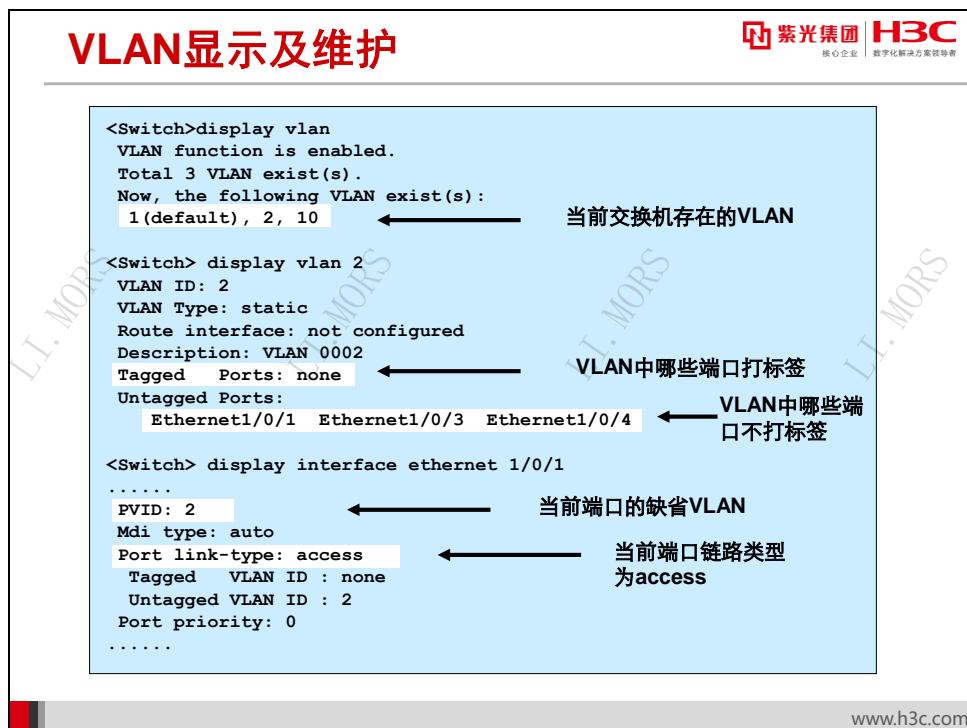 VLAN显示及维护
紫光集团 H3C
核心企业 数字化解决方案领导者
<Switch>display vlan
VLAN function is enabled.
Total 3 VLAN exist(s).
Now, the following VLAN exist(s):
1(default), 2, 10
当前交换机存在的VLAN
<Switch> display vlan 2
VLAN ID: 2
VLAN Type: static
Route interface: not configured
Description: VLAN 0002
Tagged Ports: none
VLAN中哪些端口打标签
Untagged Ports:
Ethernet1/0/1 Ethernet1/0/3 Ethernet1/0/4
VLAN中哪些端
口不打标签
<Switch> display interface ethernet 1/0/1
......
PVID: 2
当前端口的缺省VLAN
Mdi type: auto
Port link-type: access
当前端口链路类型
为access
Tagged VLAN ID : none
Untagged VLAN ID : 2
Port priority: 0
......
LI.MORS
LI.MORS
LI.MORS
LI.MORS
www.h3c.com